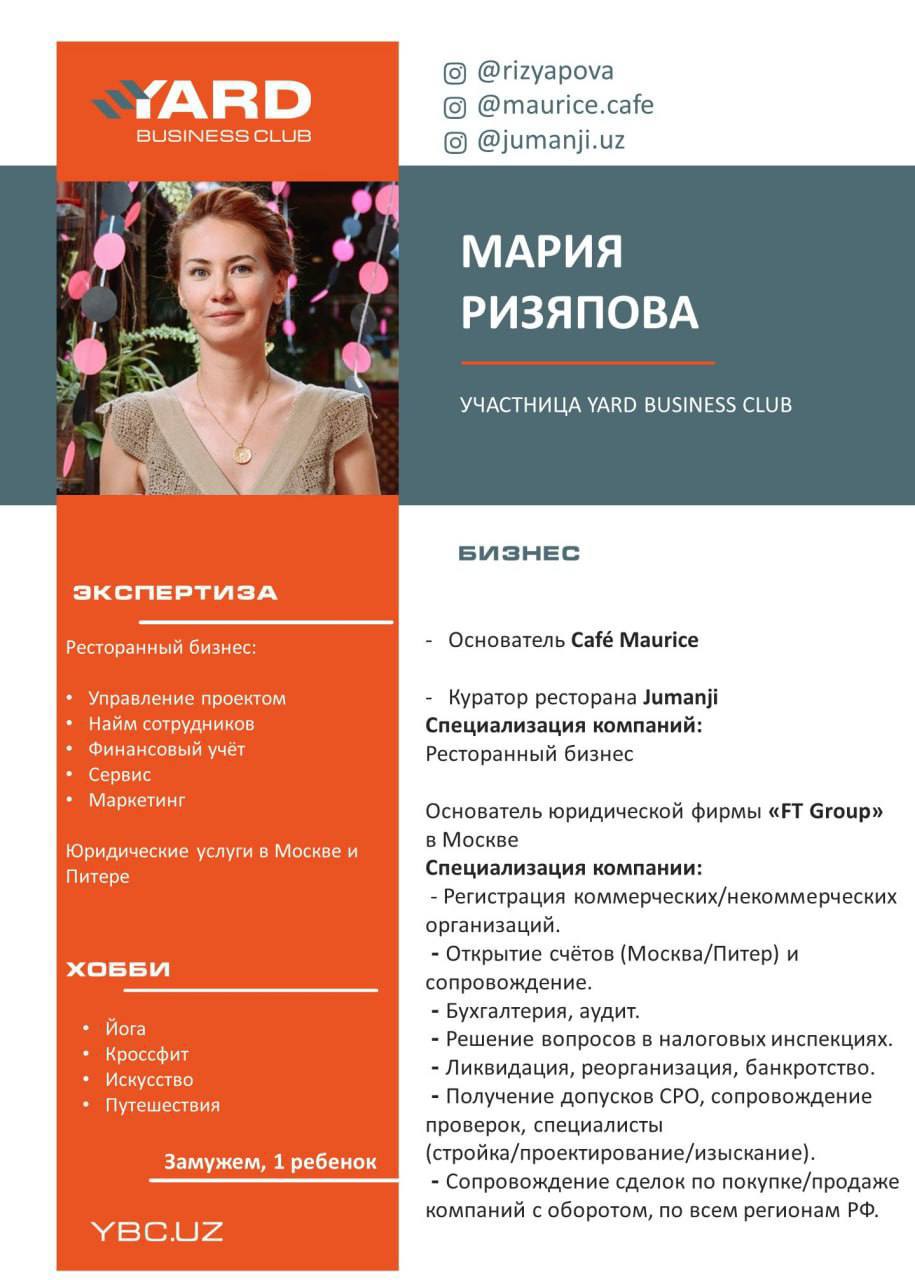 YARD
BUSINESS CLUB
@rizyapova
@maurice.cafe
@jumanji.uz
МАРИЯ
РИЗЯПОВА
УЧАСТНИЦА YARD BUSINESS CLUB
ЭКСПЕРТИЗА
Ресторанный бизнес:
• Управление проектом
• Найм сотрудников
• Финансовый учёт
• Сервис
• Маркетинг
Юридические услуги в Москве и
Питере
ХОББИ
• Йога
• Кроссфит
• Искусство
• Путешествия
Замужем, 1 ребенок
YBC.UZ
БИЗНЕС
- Основатель Café Maurice
- Куратор ресторана Jumanji
Специализация компаний:
Ресторанный бизнес
Основатель юридической фирмы «FT Group»
в Москве
Специализация компании:
- Регистрация коммерческих/некоммерческих
организаций.
- Открытие счётов (Москва/Питер) и
сопровождение.
- Бухгалтерия, аудит.
- Решение вопросов в налоговых инспекциях.
- Ликвидация, реорганизация, банкротство.
- Получение допусков СРО, сопровождение
проверок, специалисты
(стройка/проектирование/изыскание).
- Сопровождение сделок по покупке/продаже
компаний с оборотом, по всем регионам РФ.